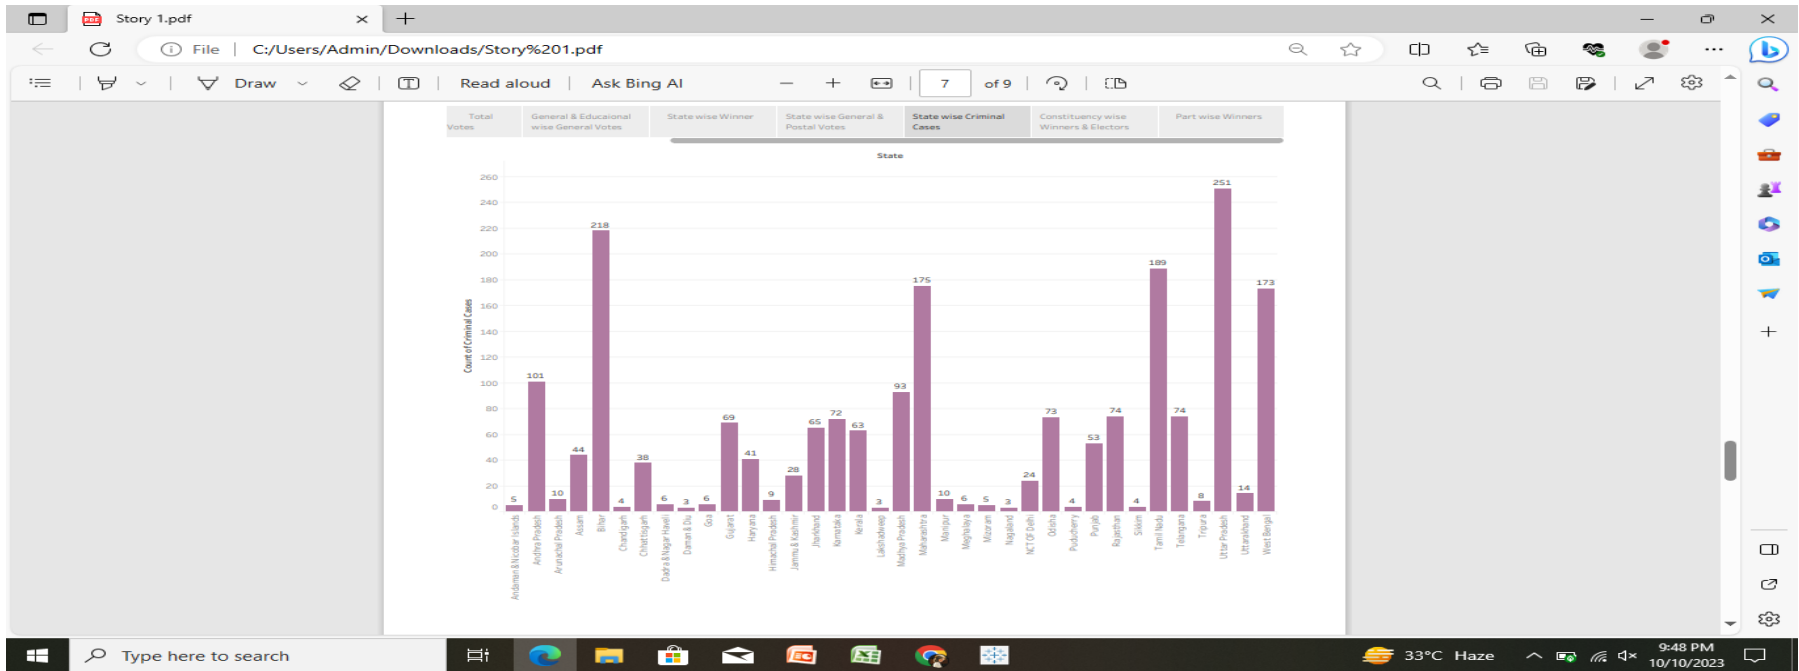 Story 1.pdf
File | C:/Users/Admin/Downloads/Story%201.pdf
Draw
Read aloud
Ask Bing AI
7 of 9
Total Votes
General & Educaional wise General Votes
State wise Winner
State wise General & Postal Votes
State wise Criminal Cases
Constituency wise Winners & Electors
Part wise Winners
State
Count of Criminal Cases
260
240
220
200
180
160
140
120
100
80
60
40
20
0
5
101
10
44
218
4
38
6
3
6
69
41
9
28
65
72
63
3
93
175
10
6
5
3
24
73
4
53
74
4
189
74
8
251
14
173
Andaman & Nicobar Islands
Andhra Pradesh
Arunachal Pradesh
Assam
Bihar
Chandigarh
Chhattisgarh
Dadra & Nagar Haveli
Daman & Diu
Goa
Gujarat
Haryana
Himachal Pradesh
Jammu & Kashmir
Jharkhand
Karnataka
Kerala
Lakshadweep
Madhya Pradesh
Maharashtra
Manipur
Meghalaya
Mizoram
Nagaland
NCT OF Delhi
Odisha
Puducherry
Punjab
Rajasthan
Sikkim
Tamil Nadu
Telangana
Tripura
Uttar Pradesh
Uttarakhand
West Bengal
Type here to search
33°C Haze
9:48 PM
10/10/2023